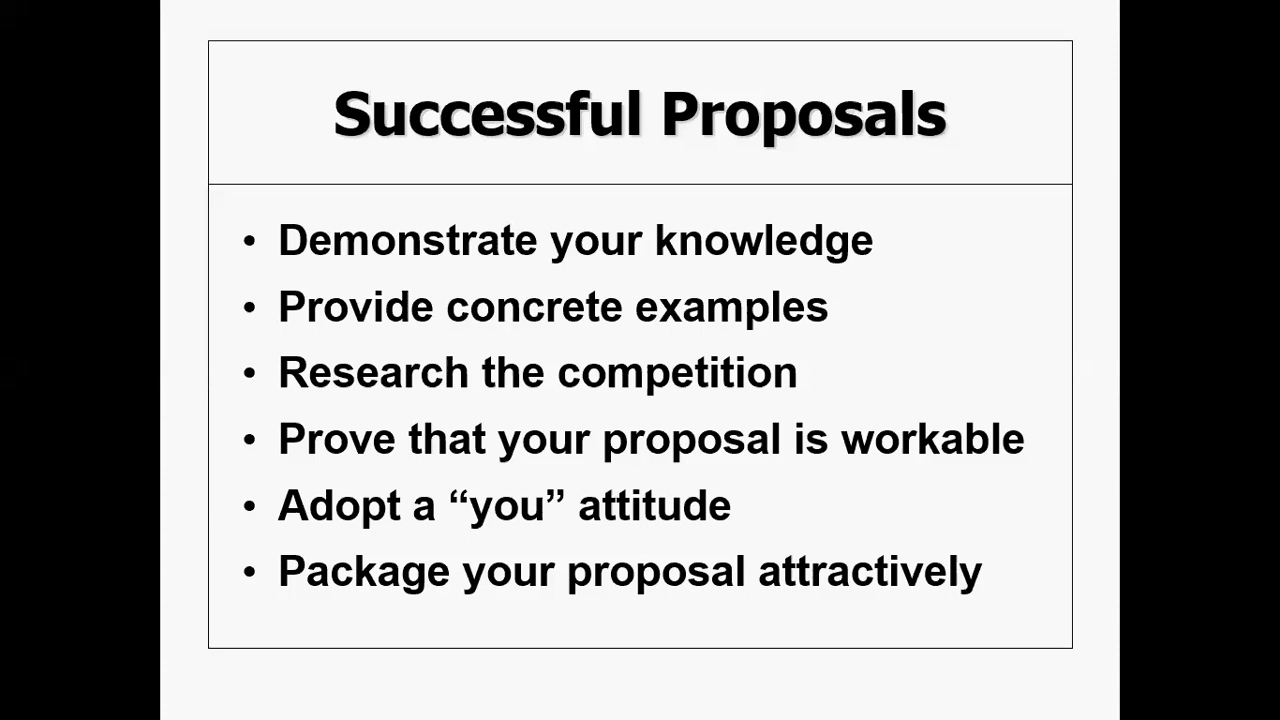 Successful Proposals
• Demonstrate your knowledge
• Provide concrete examples
• Research the competition
• Prove that your proposal is workable
• Adopt a “you” attitude
• Package your proposal attractively